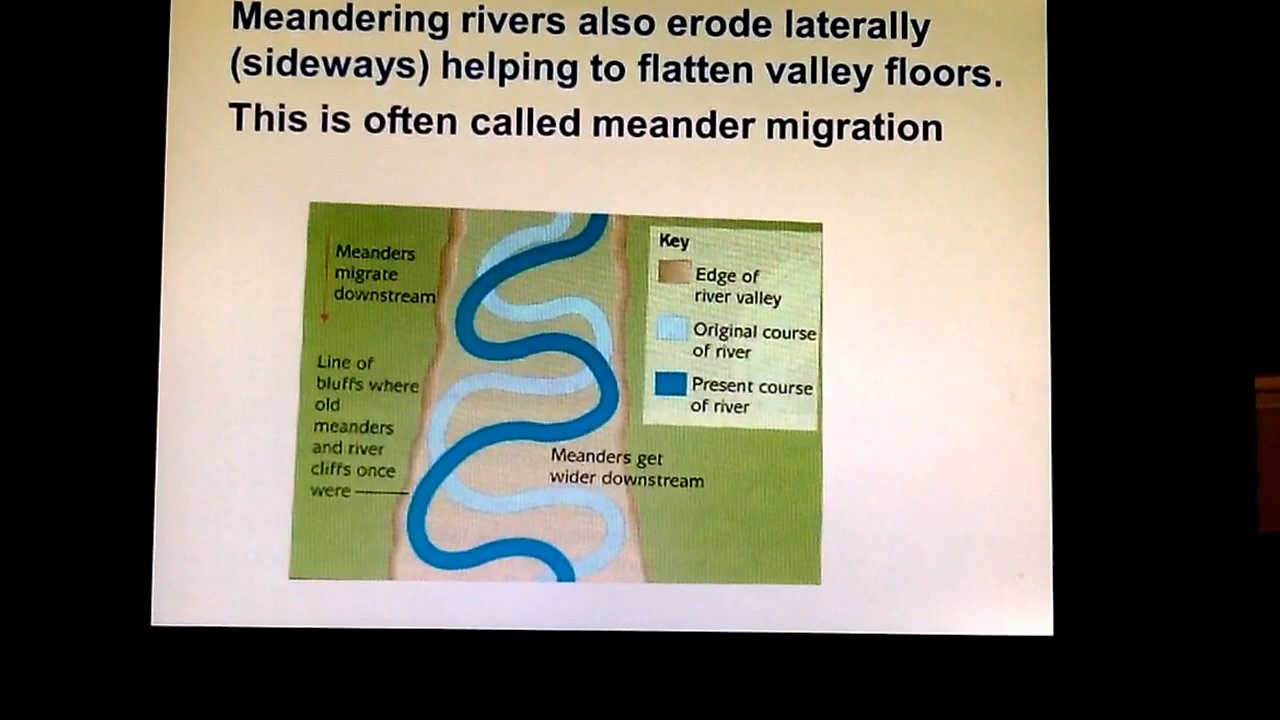 Meandering rivers also erode laterally
(sideways) helping to flatten valley floors.
This is often called meander migration
Meanders
migrate
downstream
Line of
bluffs where
old
meanders
and river
cliffs once
were
Meanders get
wider downstream
Key
Edge of
river valley
Original course
of river
Present course
of river